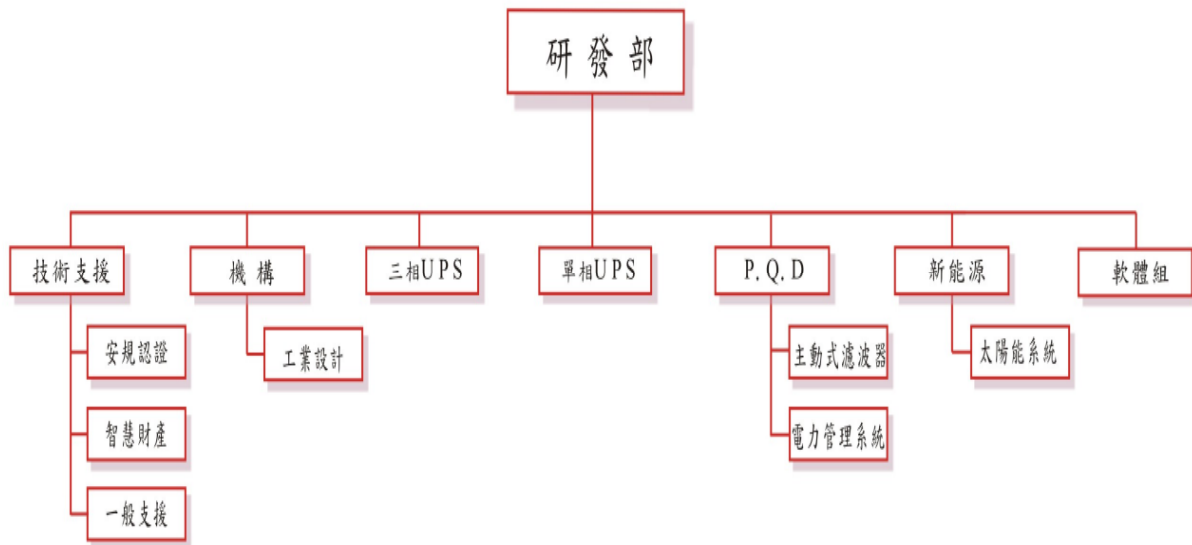 研發部
技術支援
機構
三相UPS
單相UPS
P.Q.D
新能源
軟體組
安規認證
工業設計
主動式濾波器
太陽能系統
智慧財產
電力管理系統
一般支援